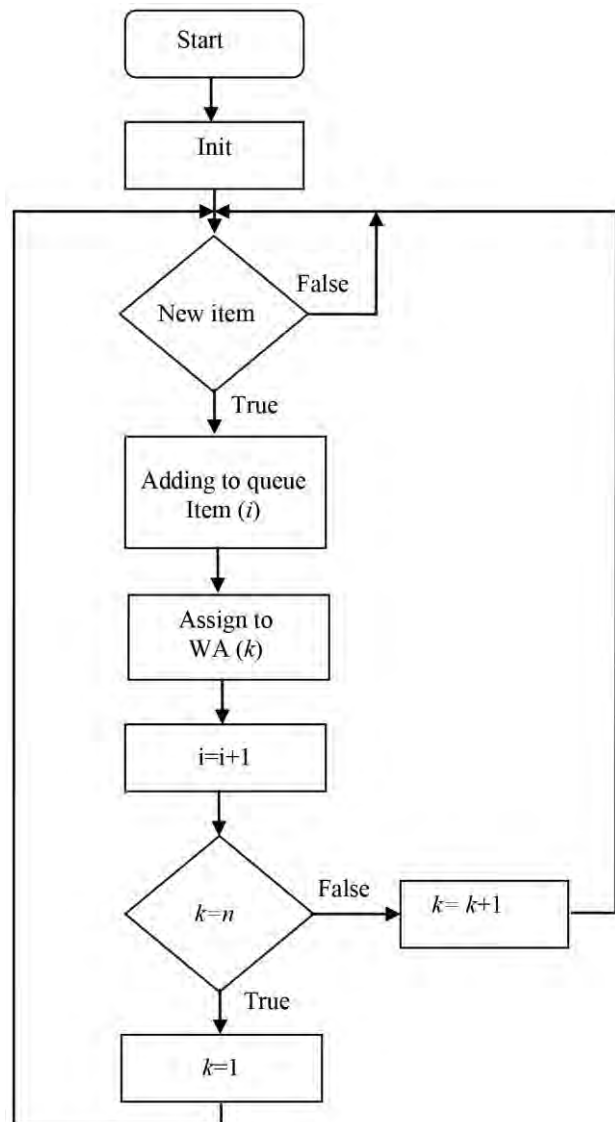 Start
Init
New item
False
True
Adding to queue
Item (i)
Assign to
WA (k)
i=i+1
k=n
False
k= k+1
True
k=1